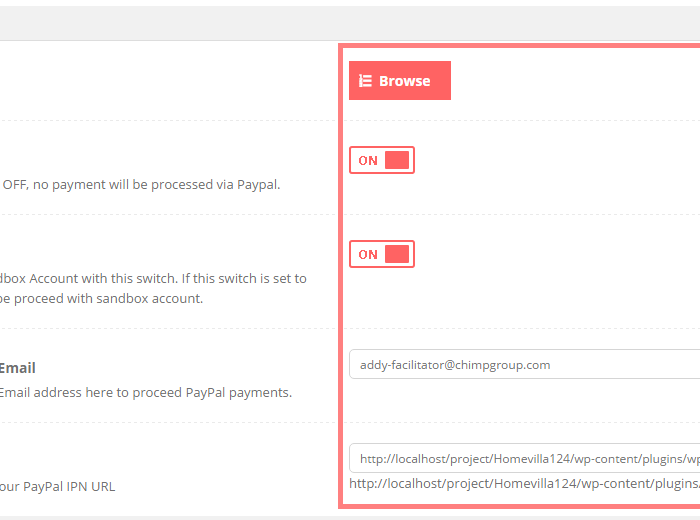 Browse
ON
OFF, no payment will be processed via Paypal.
ON
dbox Account with this switch. If this switch is set to
be proceed with sandbox account.
Email
addy-facilitator@chimpgroup.com
Email address here to proceed PayPal payments.
http://localhost/project/Homevilla124/wp-content/plugins/wp
our PayPal IPN URL
http://localhost/project/Homevilla124/wp-content/plugins/